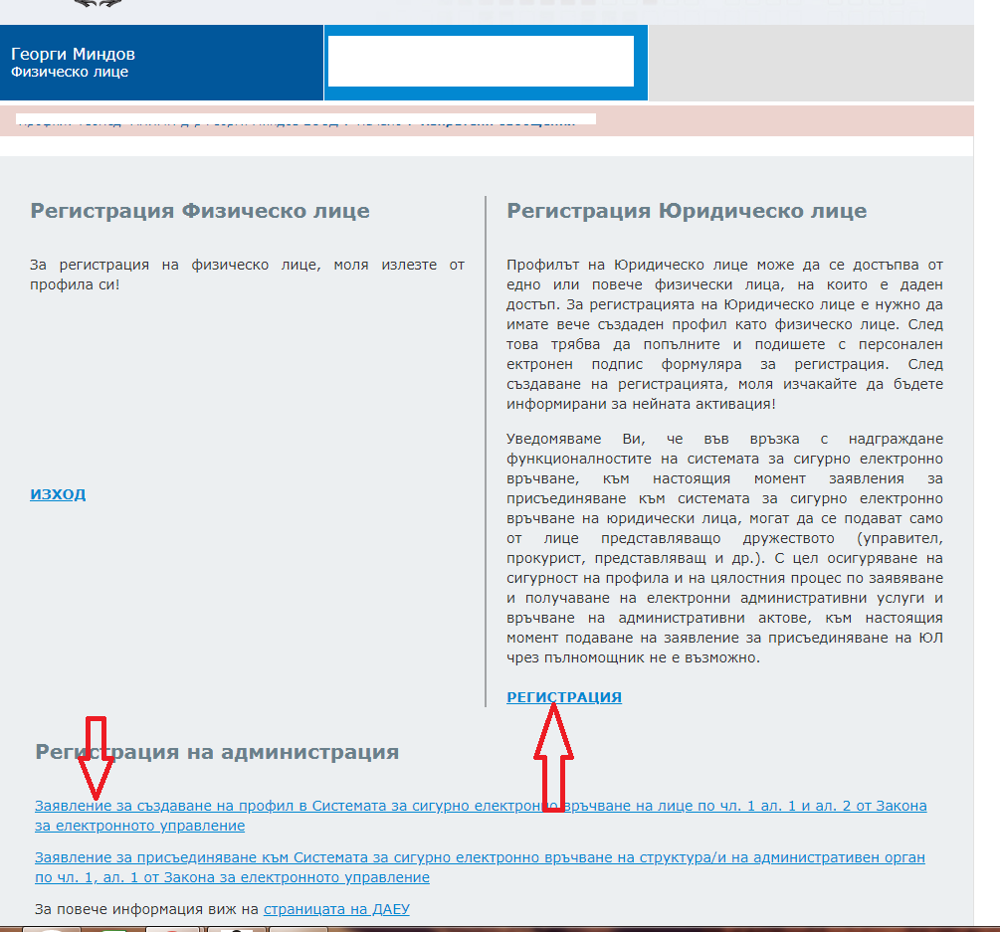 Георги Миндов
Физическо лице
Регистрация Физическо лице
За регистрация на физическо лице, моля излезте от
профила си!
ИЗХОД
Регистрация Юридическо лице
Профилът на Юридическо лице може да се достъпва от
едно или повече физически лица, на които е даден
достъп. За регистрацията на Юридическо лице е нужно да
имате вече създаден профил като физическо лице. След
това трябва да попълните и подишете с персонален
ектронен подпис формуляра за регистрация. След
създаване на регистрацията, моля изчакайте да бъдете
информирани за нейната активация!
Уведомяваме Ви, че във връзка с надграждане
функционалностите на системата за сигурно електронно
връчване, към настоящия момент заявления за
присъединяване към системата за сигурно електронно
връчване на юридически лица, могат да се подават само
от лице представляващо дружеството (управител,
прокурист, представляващ и др.). С цел осигуряване на
сигурност на профила и на цялостния процес по заявяване
и получаване на електронни административни услуги и
връчване на административни актове, към настоящия
момент подаване на заявление за присъединяване на ЮЛ
чрез пълномощник не е възможно.
РЕГИСТРАЦИЯ
Регистрация на администрация
Заявление за създаване на профил в Системата за сигурно електронно връчване на лице по чл. 1 ал. 1 и ал. 2 от Закона
за електронното управление
Заявление за присъединяване към Системата за сигурно електронно връчване на структура/и на административен орган
по чл. 1, ал. 1 от Закона за електронното управление
За повече информация виж на страницата на ДАЕУ